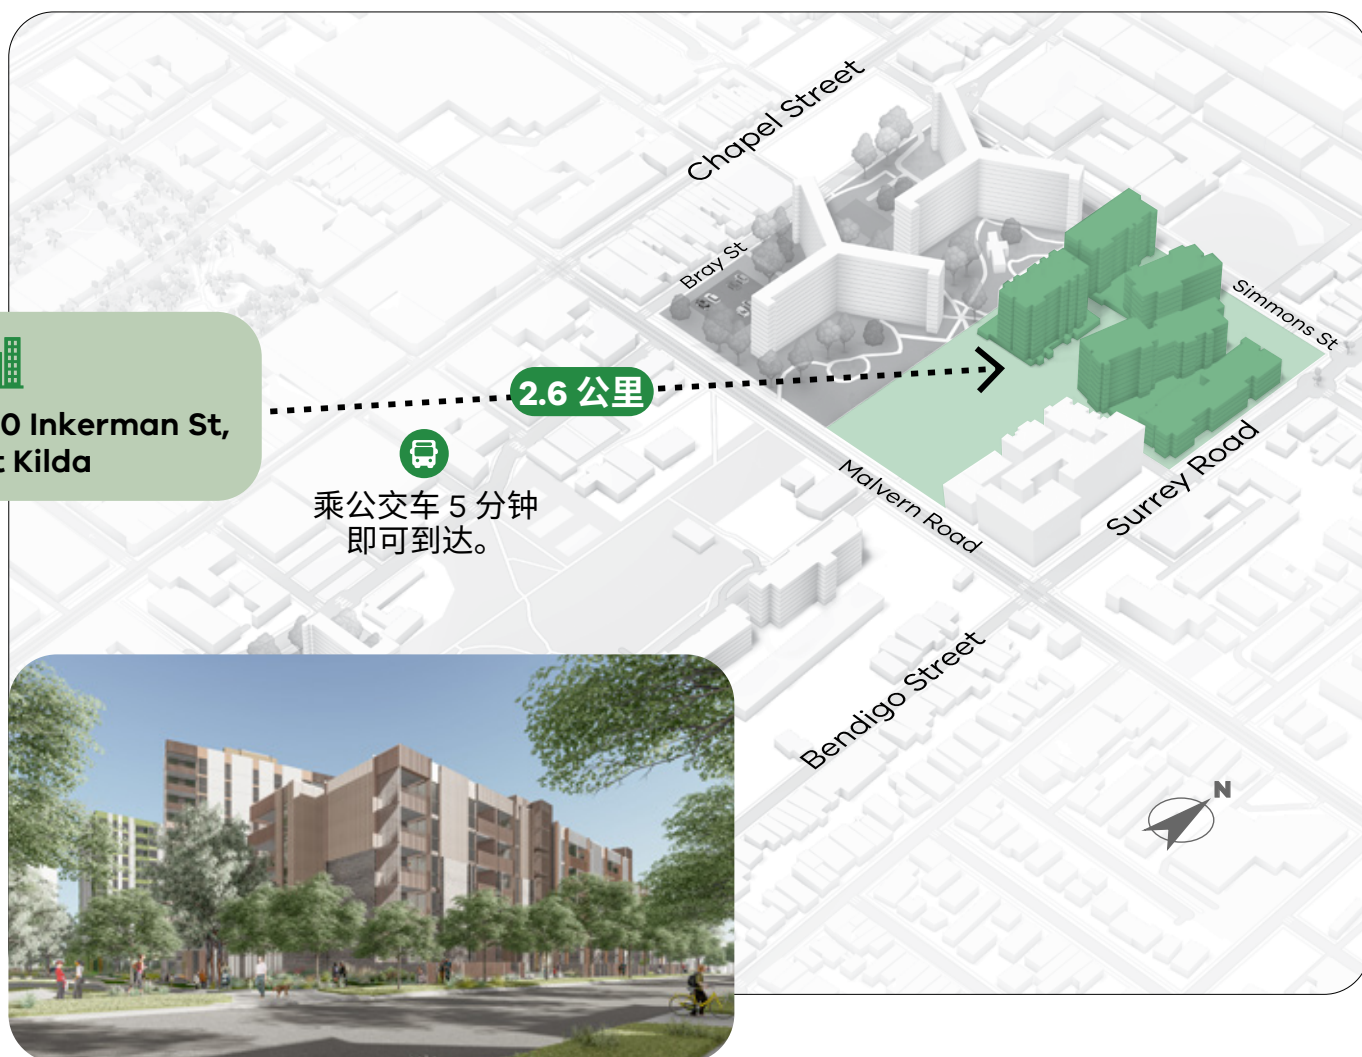 Chapel Street
Bray St
Simmons St
0 Inkerman St,
t Kilda
2.6 公里
乘公交车 5 分钟
即可到达。
Malvern Road
Surrey Road
Bendigo Street
N